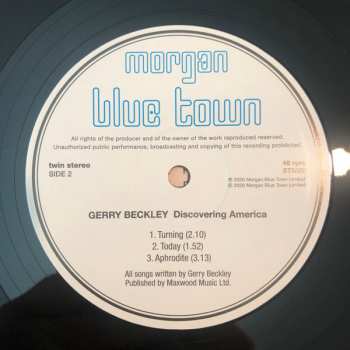 morgan
blue town
All rights of the producer and of the owner of the work reproduced reserved.
Unauthorized public performance, broadcasting and copying of this recording prohibited.
twin stereo
SIDE 2
45 rpm
℗ 2020 Morgan Blue Town Limited
© 2020 Morgan Blue Town Limited
GERRY BECKLEY Discovering America
1. Turning (2.10)
2. Today (1.52)
3. Aphrodite (3.13)
All songs written by Gerry Beckley
Published by Maxwood Music Ltd.